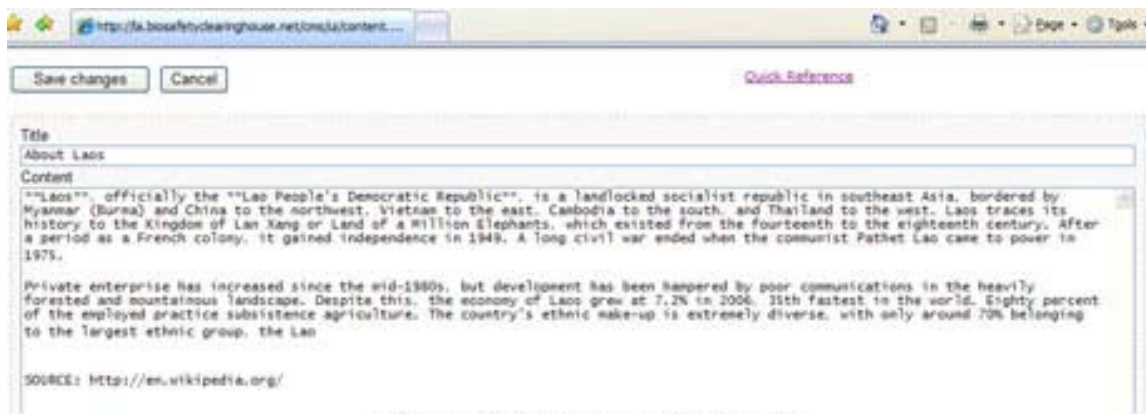 http://fa.biosafetyclearinghouse.net/cms/ui/content....
Page Tools
Save changes Cancel Quick Reference
Title
About Laos
Content
**Laos**, officially the **Lao People's Democratic Republic**, is a landlocked socialist republic in southeast Asia, bordered by
Myanmar (Burma) and China to the northwest, Vietnam to the east, Cambodia to the south, and Thailand to the west. Laos traces its
history to the Kingdom of Lan Xang or Land of a Million Elephants, which existed from the fourteenth to the eighteenth century. After
a period as a French colony, it gained independence in 1949. A long civil war ended when the communist Pathet Lao came to power in
1975.
Private enterprise has increased since the mid-1980s, but development has been hampered by poor communications in the heavily
forested and mountainous landscape. Despite this, the economy of Laos grew at 7.2% in 2006, 35th fastest in the world. Eighty percent
of the employed practice subsistence agriculture. The country's ethnic make-up is extremely diverse, with only around 70% belonging
to the largest ethnic group, the Lao
SOURCE: http://en.wikipedia.org/